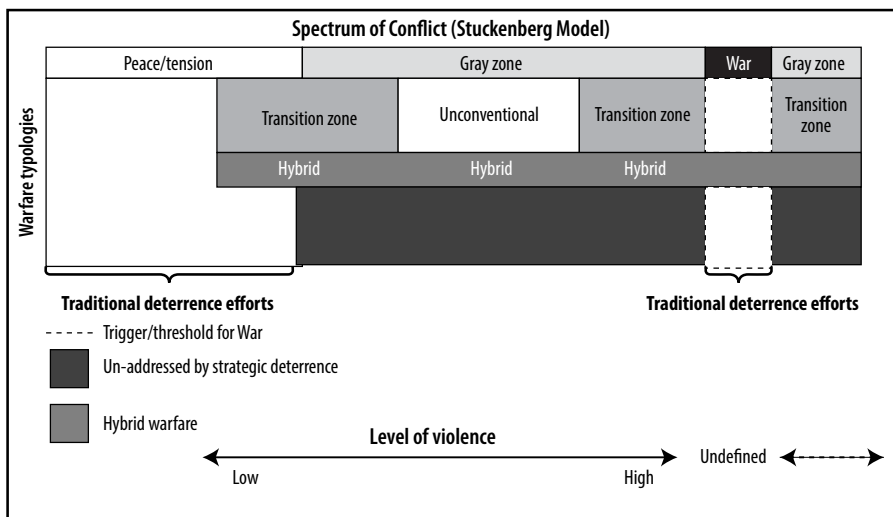 Spectrum of Conflict (Stuckenberg Model)
Peace/tension Gray zone War Gray zone
Warfare typologies
Transition zone Unconventional Transition zone Transition
zone
Hybrid Hybrid Hybrid
Traditional deterrence efforts Traditional deterrence efforts
Trigger/threshold for War
Un-addressed by strategic deterrence
Hybrid warfare
Level of violence
Undefined
Low High